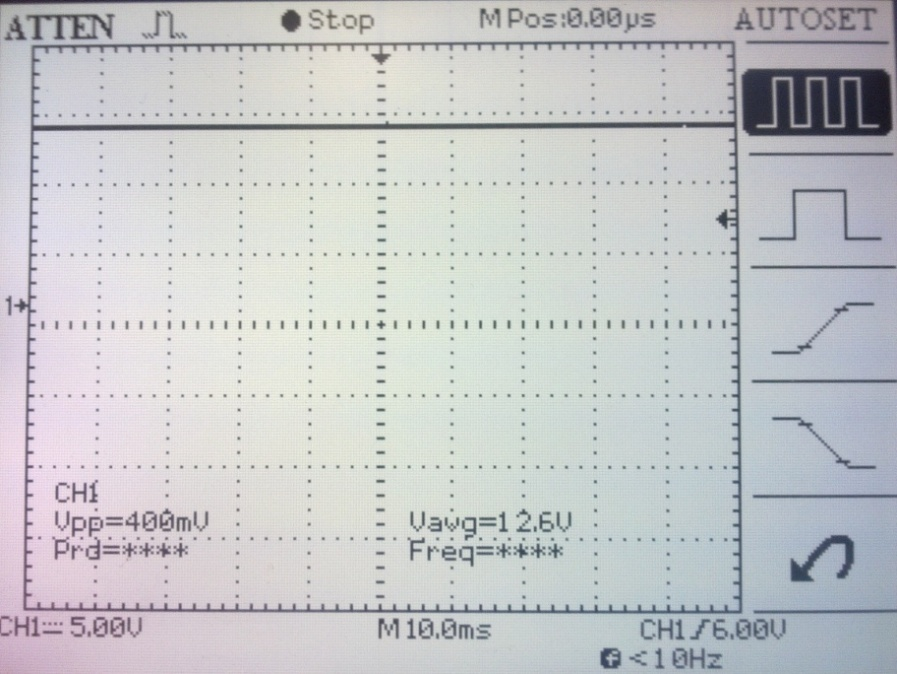 ATTEN Stop M Pos:0.00µs AUTOSET
1
CH1
Vpp=400mV Vavg=12.6V
Prd=**** Freq=****
CH1 5.00V M 10.0ms CH1 6.00V
f <10Hz